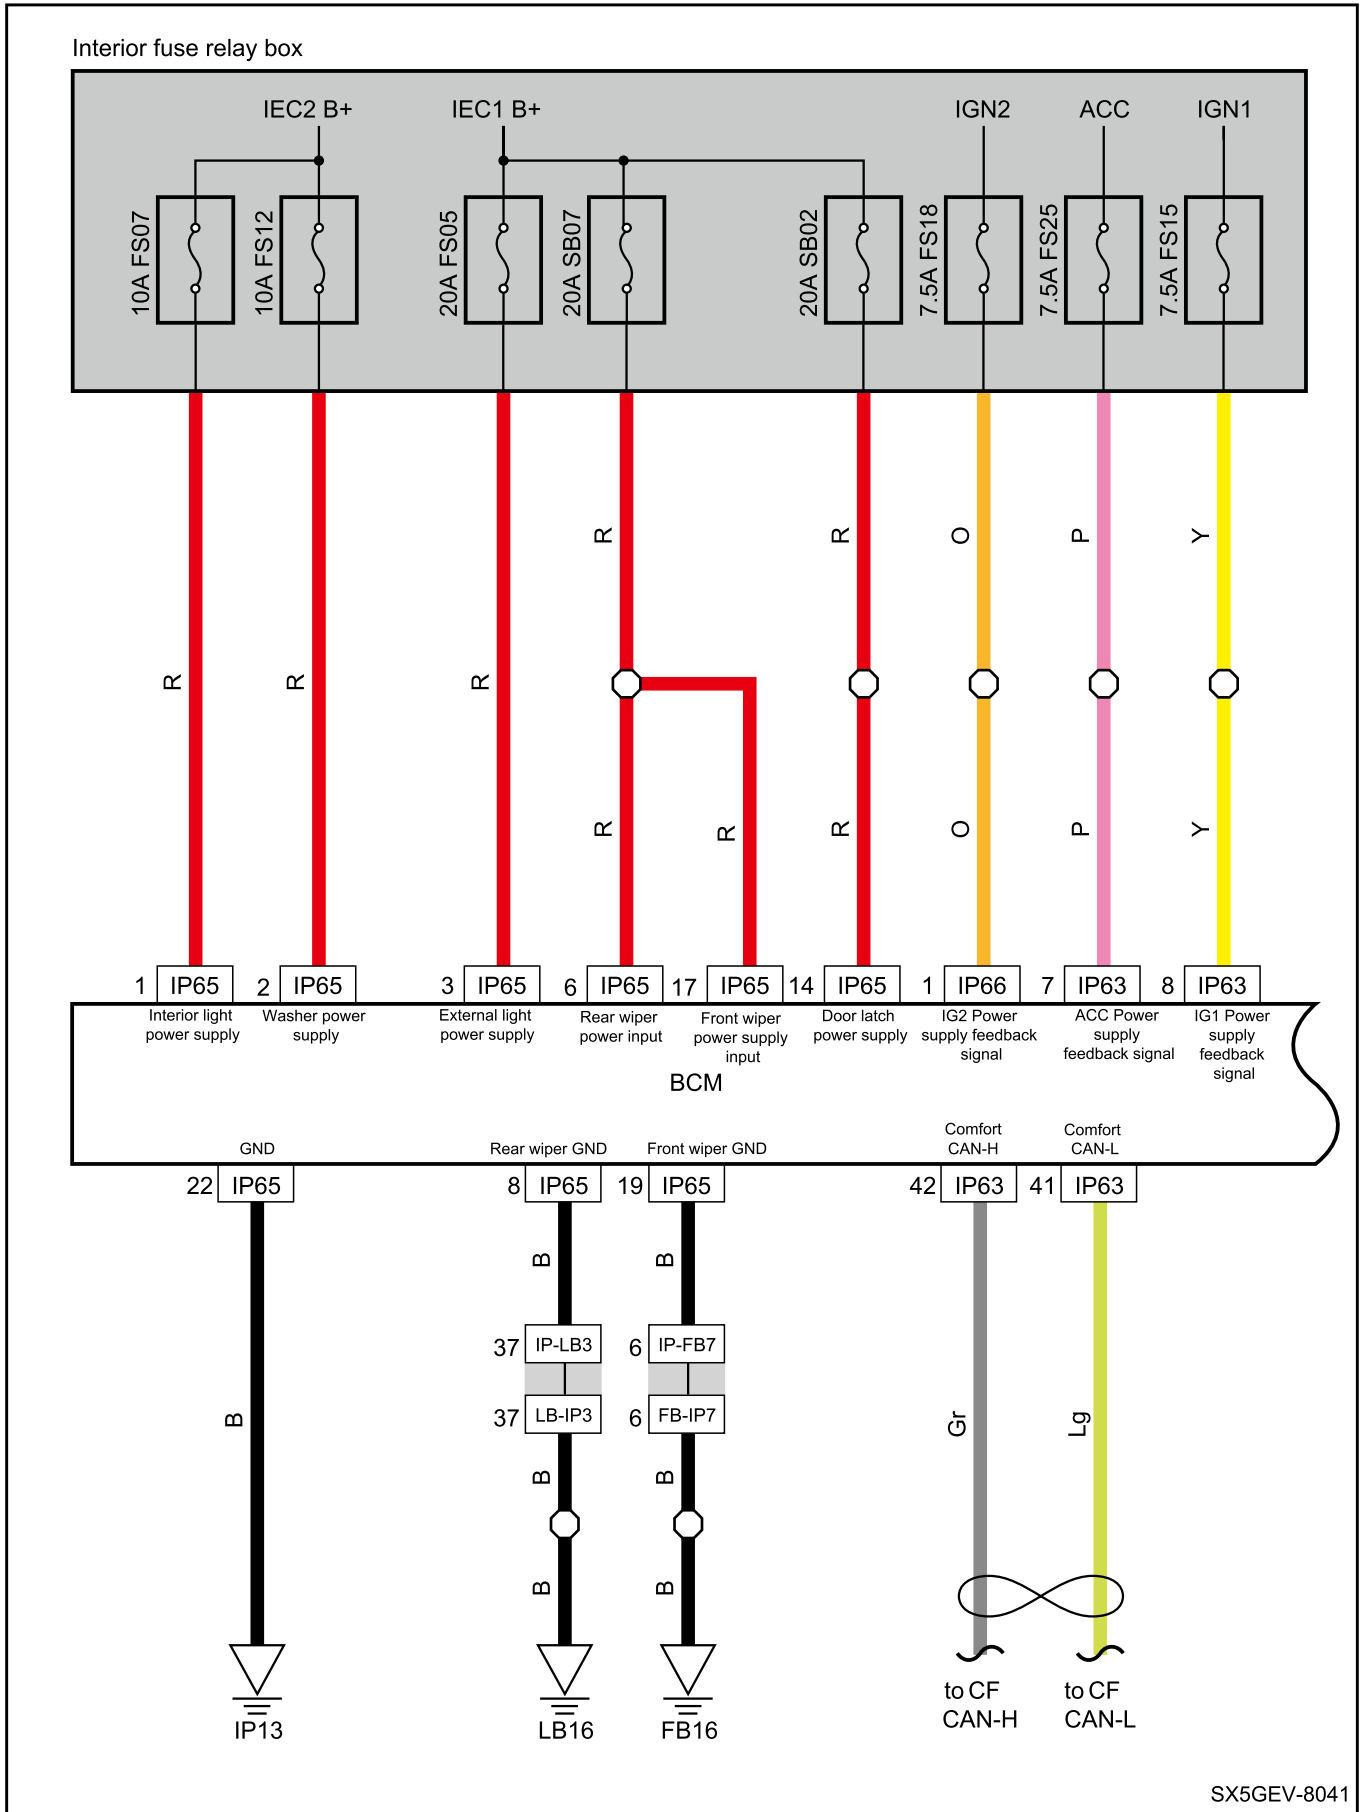 Interior fuse relay box
IEC2 B+ IEC1 B+ IGN2 ACC IGN1
10A FS07 10A FS12 20A FS05 20A SB07 20A SB02 7.5A FS18 7.5A FS25 7.5A FS15
R R O P Y
R R R
R R R O P Y
1 IP65 2 IP65 3 IP65 6 IP65 17 IP65 14 IP65 1 IP66 7 IP63 8 IP63
Interior light
power supply
Washer power
supply
External light
power supply
Rear wiper
power input
Front wiper
power supply
input
Door latch
power supply
IG2 Power
supply feedback
signal
ACC Power
supply
feedback signal
IG1 Power
supply
feedback
signal
BCM
GND
Rear wiper GND
Front wiper GND
Comfort
CAN-H
Comfort
CAN-L
22 IP65 8 IP65 19 IP65 42 IP63 41 IP63
B B
37 IP-LB3 6 IP-FB7
37 LB-IP3 6 FB-IP7
B Gr Lg
B B
B B
to CF
CAN-H
to CF
CAN-L
IP13 LB16 FB16
SX5GEV-8041